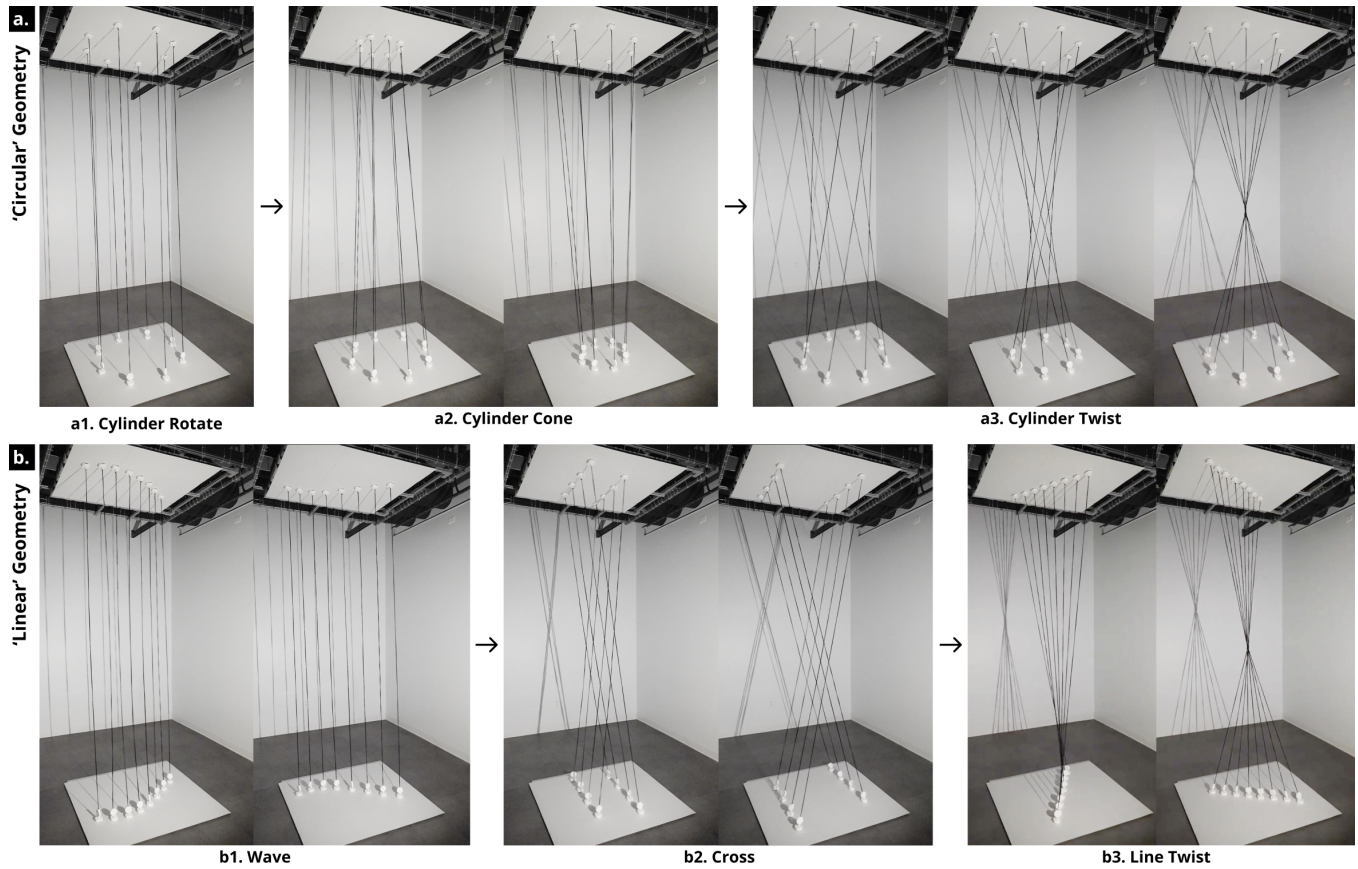 a.
'Circular' Geometry
a1. Cylinder Rotate
a2. Cylinder Cone
a3. Cylinder Twist
b.
'Linear' Geometry
b1. Wave
b2. Cross
b3. Line Twist